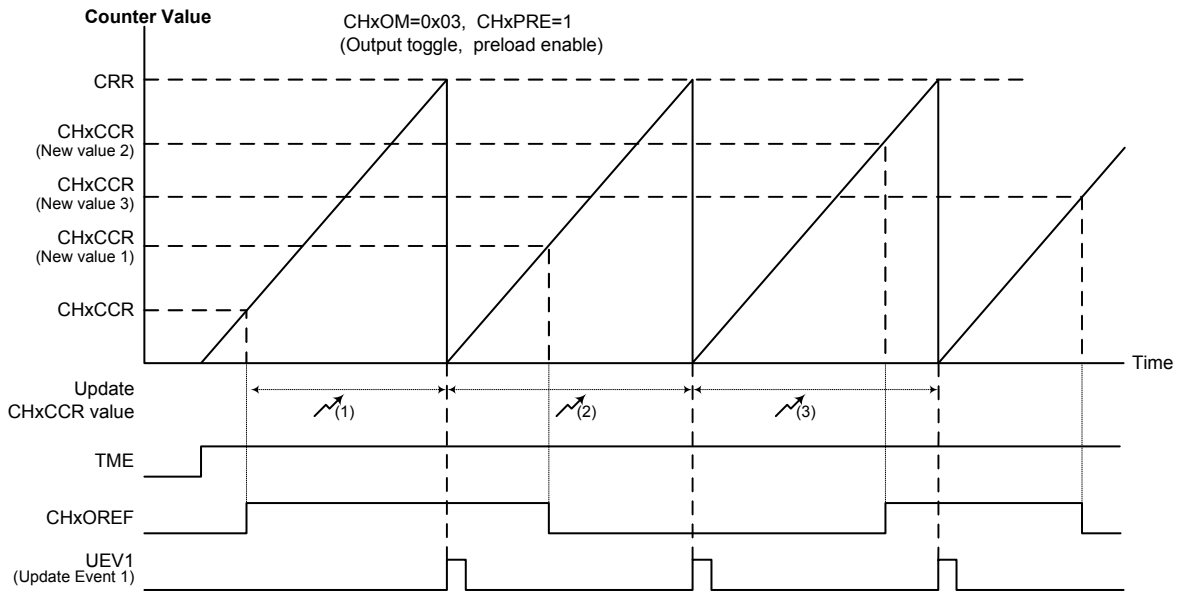 Counter Value
CHxOM=0x03, CHxPRE=1
(Output toggle, preload enable)
CRR
CHxCCR
(New value 2)
CHxCCR
(New value 3)
CHxCCR
(New value 1)
CHxCCR
Time
Update
CHxCCR value
(1)
(2)
(3)
TME
CHxOREF
UEV1
(Update Event 1)